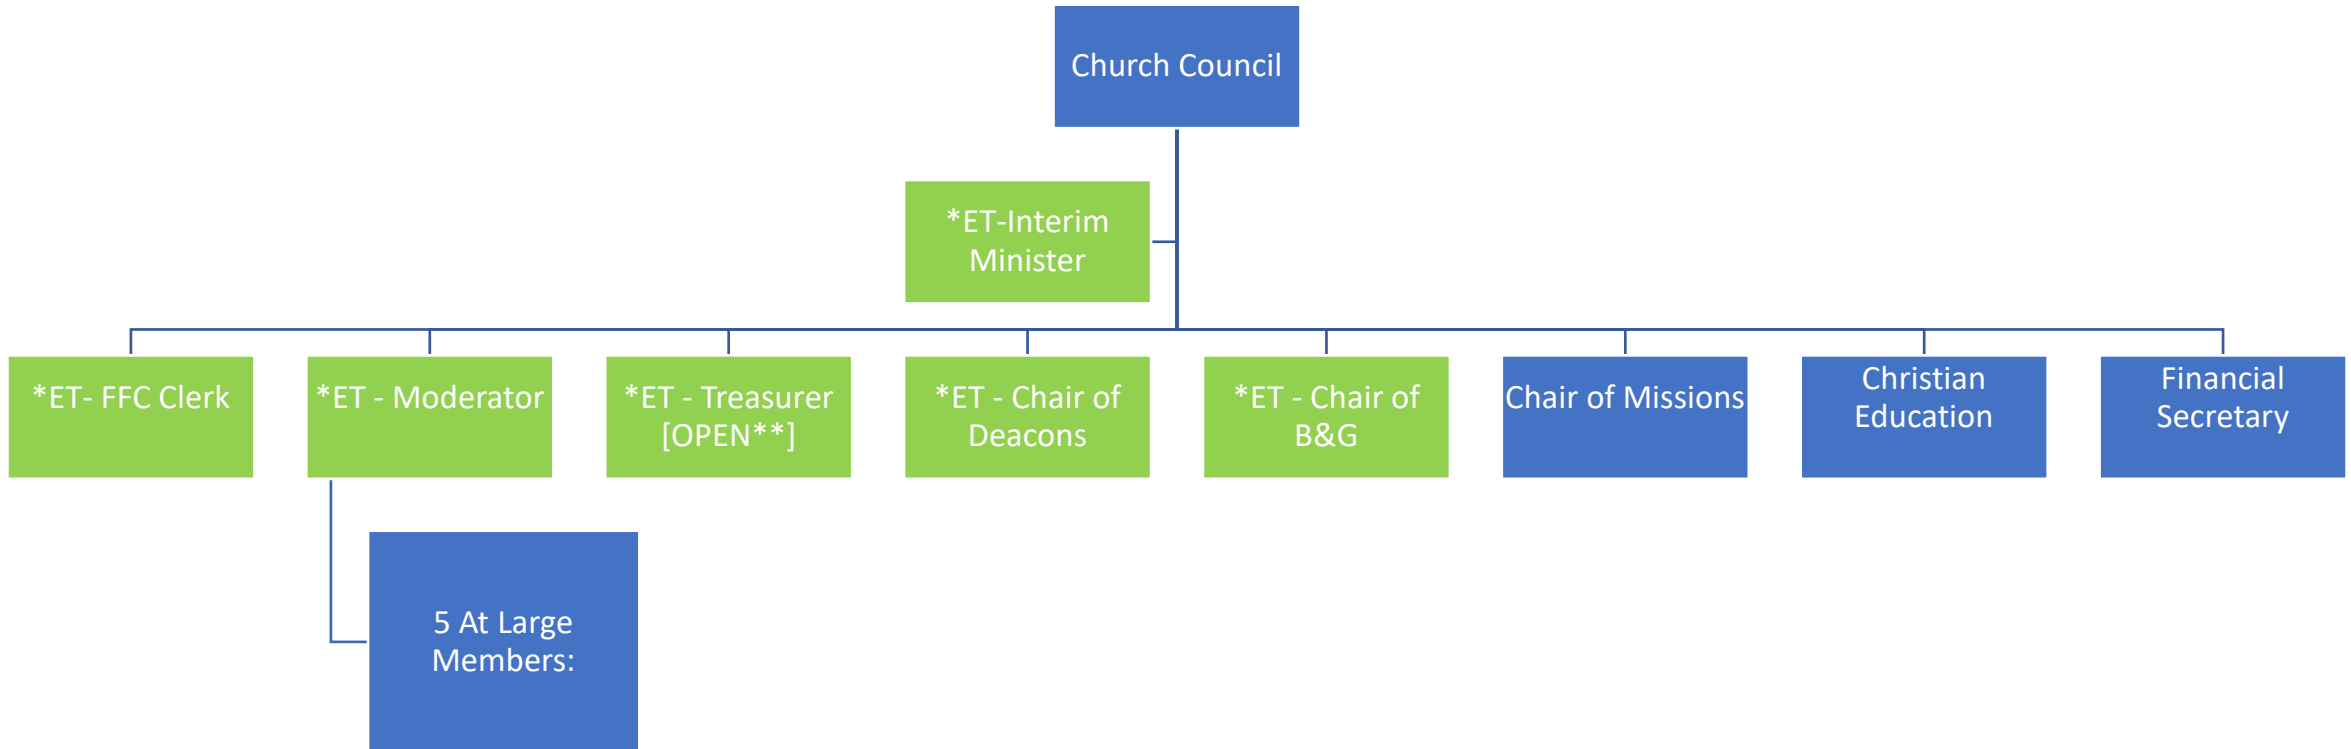 Church Council
*ET-Interim
Minister
*ET- FFC Clerk
*ET - Moderator
*ET - Treasurer
[OPEN**]
*ET - Chair of
Deacons
*ET - Chair of
B&G
Chair of Missions
Christian
Education
Financial
Secretary
5 At Large
Members: